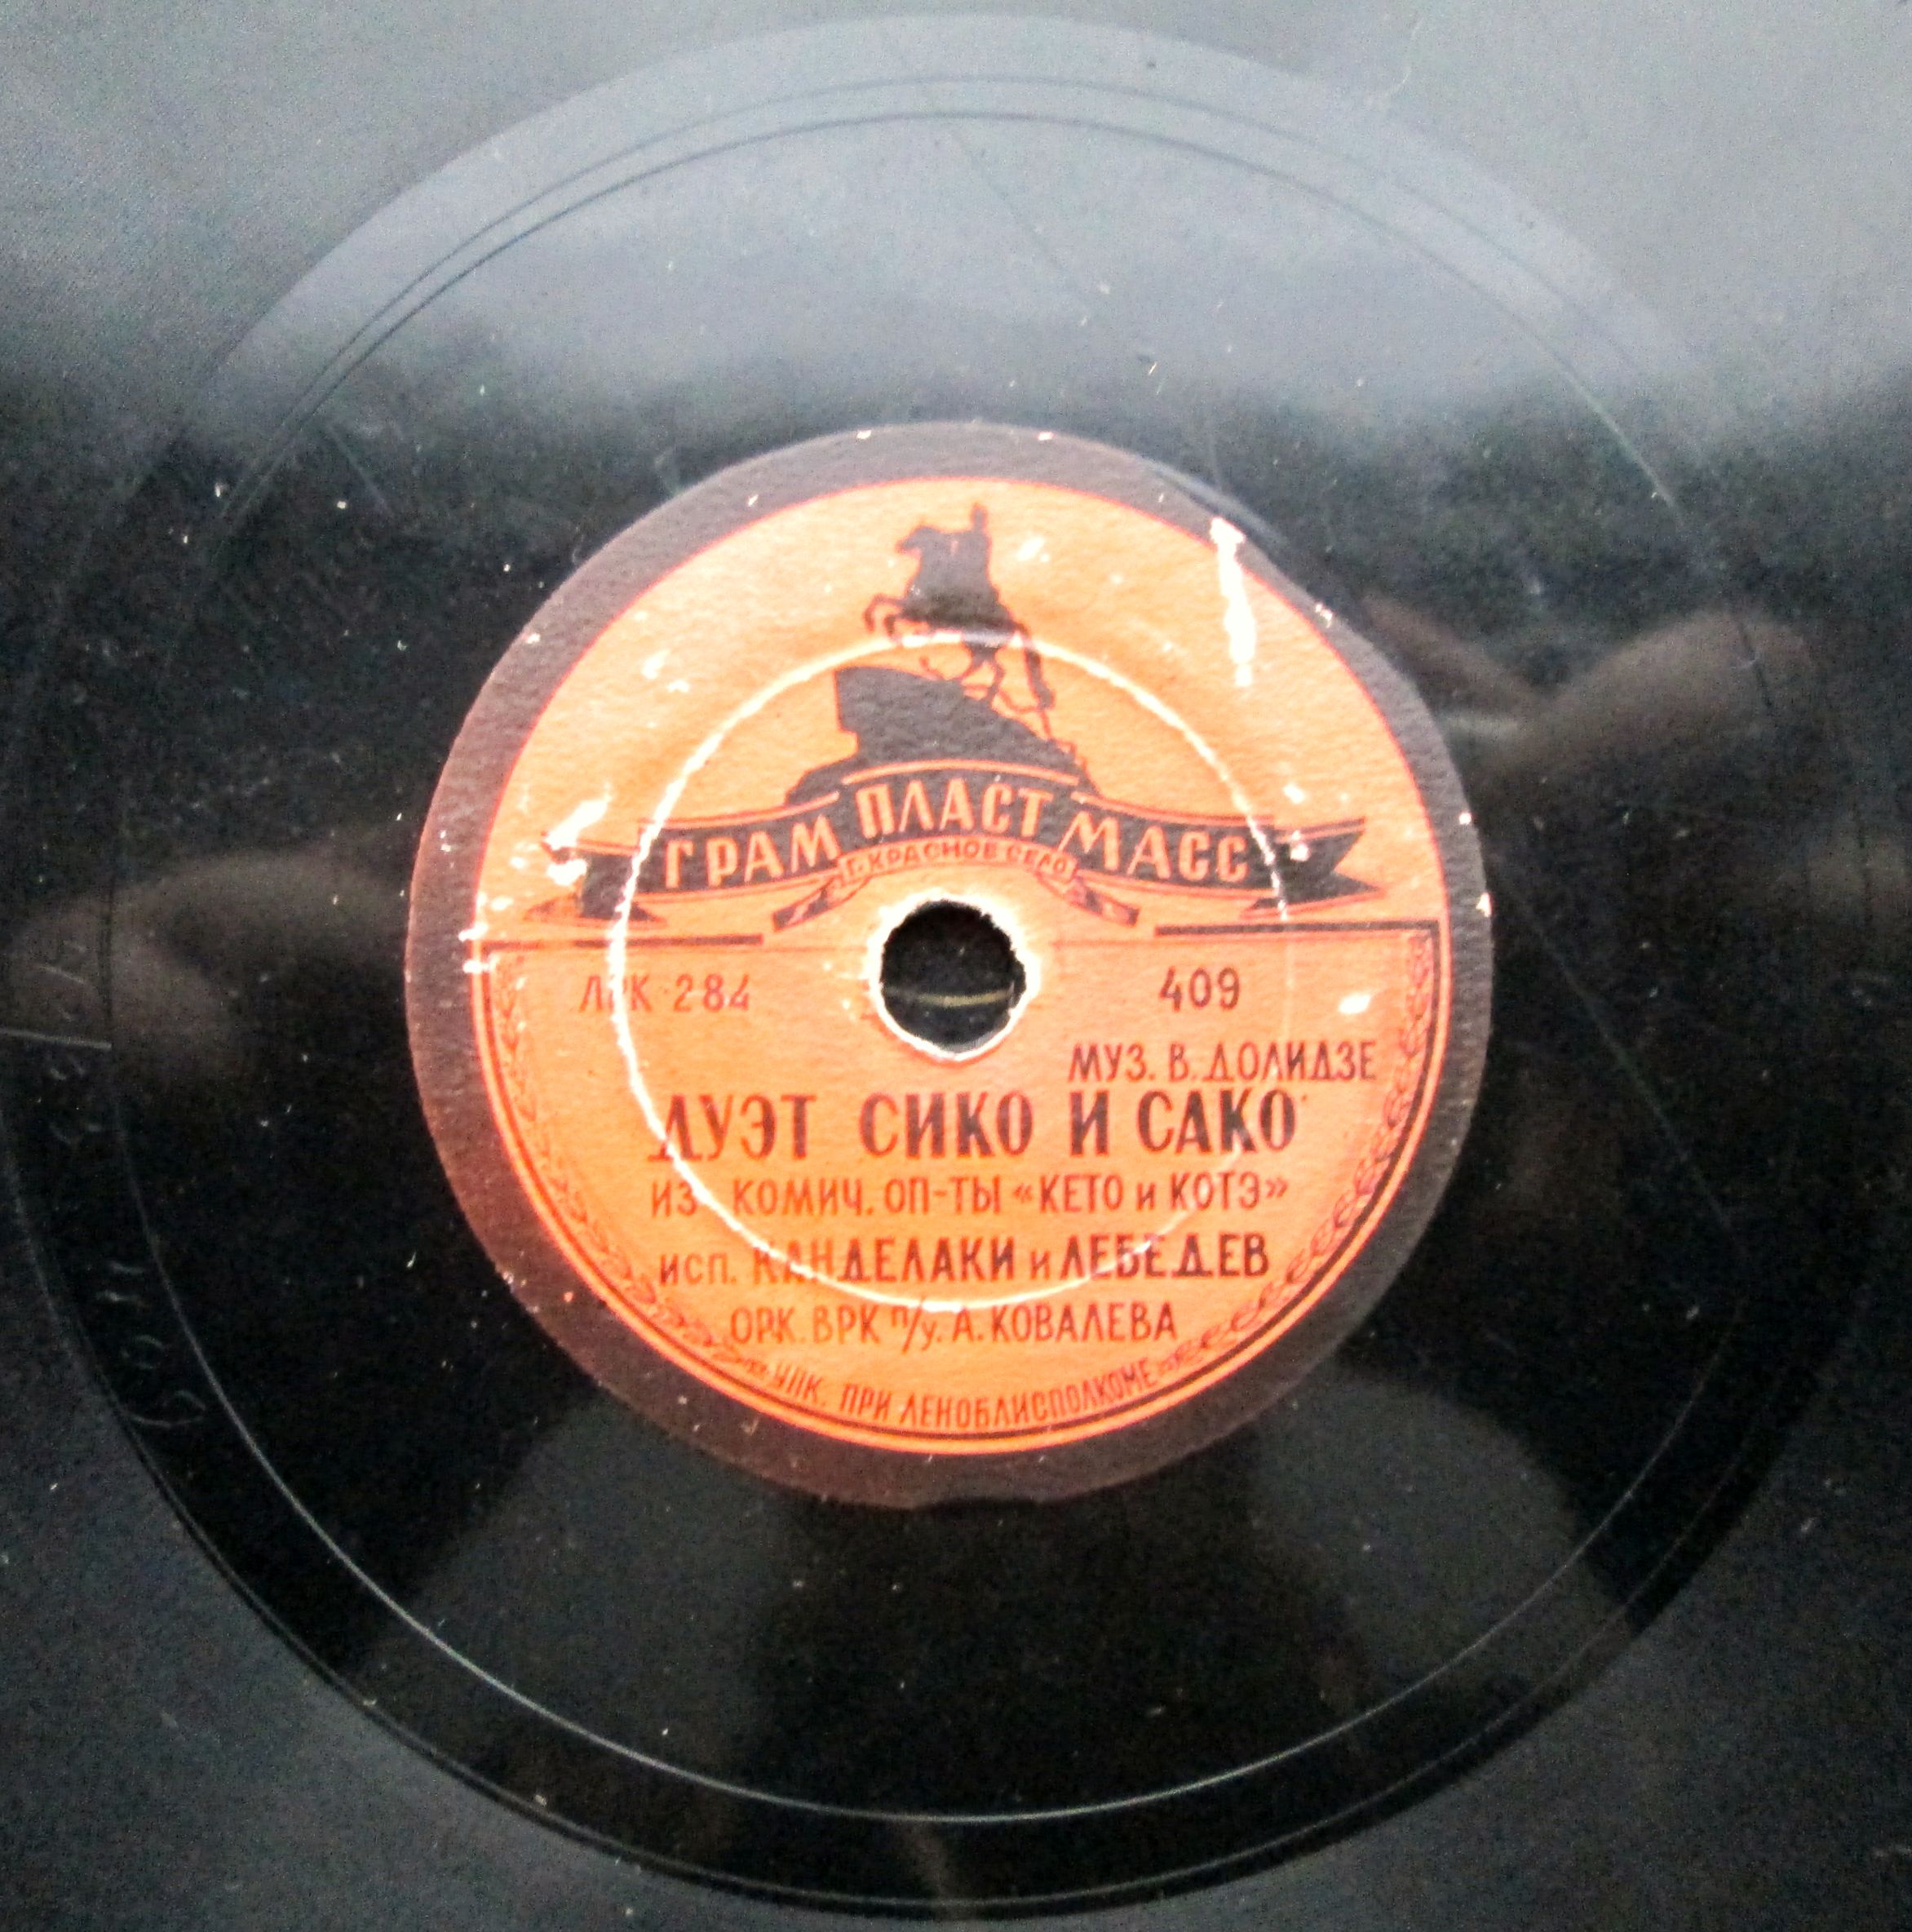 ГРАМ ПЛАСТ МАСС
Г. КРАСНОЕ СЕЛО
ЛРК 284
409
МУЗ. В. ДОЛИДЗЕ
ДУЭТ СИКО И САКО
ИЗ КОМИЧ. ОП-ТЫ «КЕТО и КОТЭ»
исп. КАНДЕЛАКИ и ЛЕБЕДЕВ
ОРК. ВРК п/у. А. КОВАЛЕВА
УПК. ПРИ ЛЕНОБЛИСПОЛКОМЕ